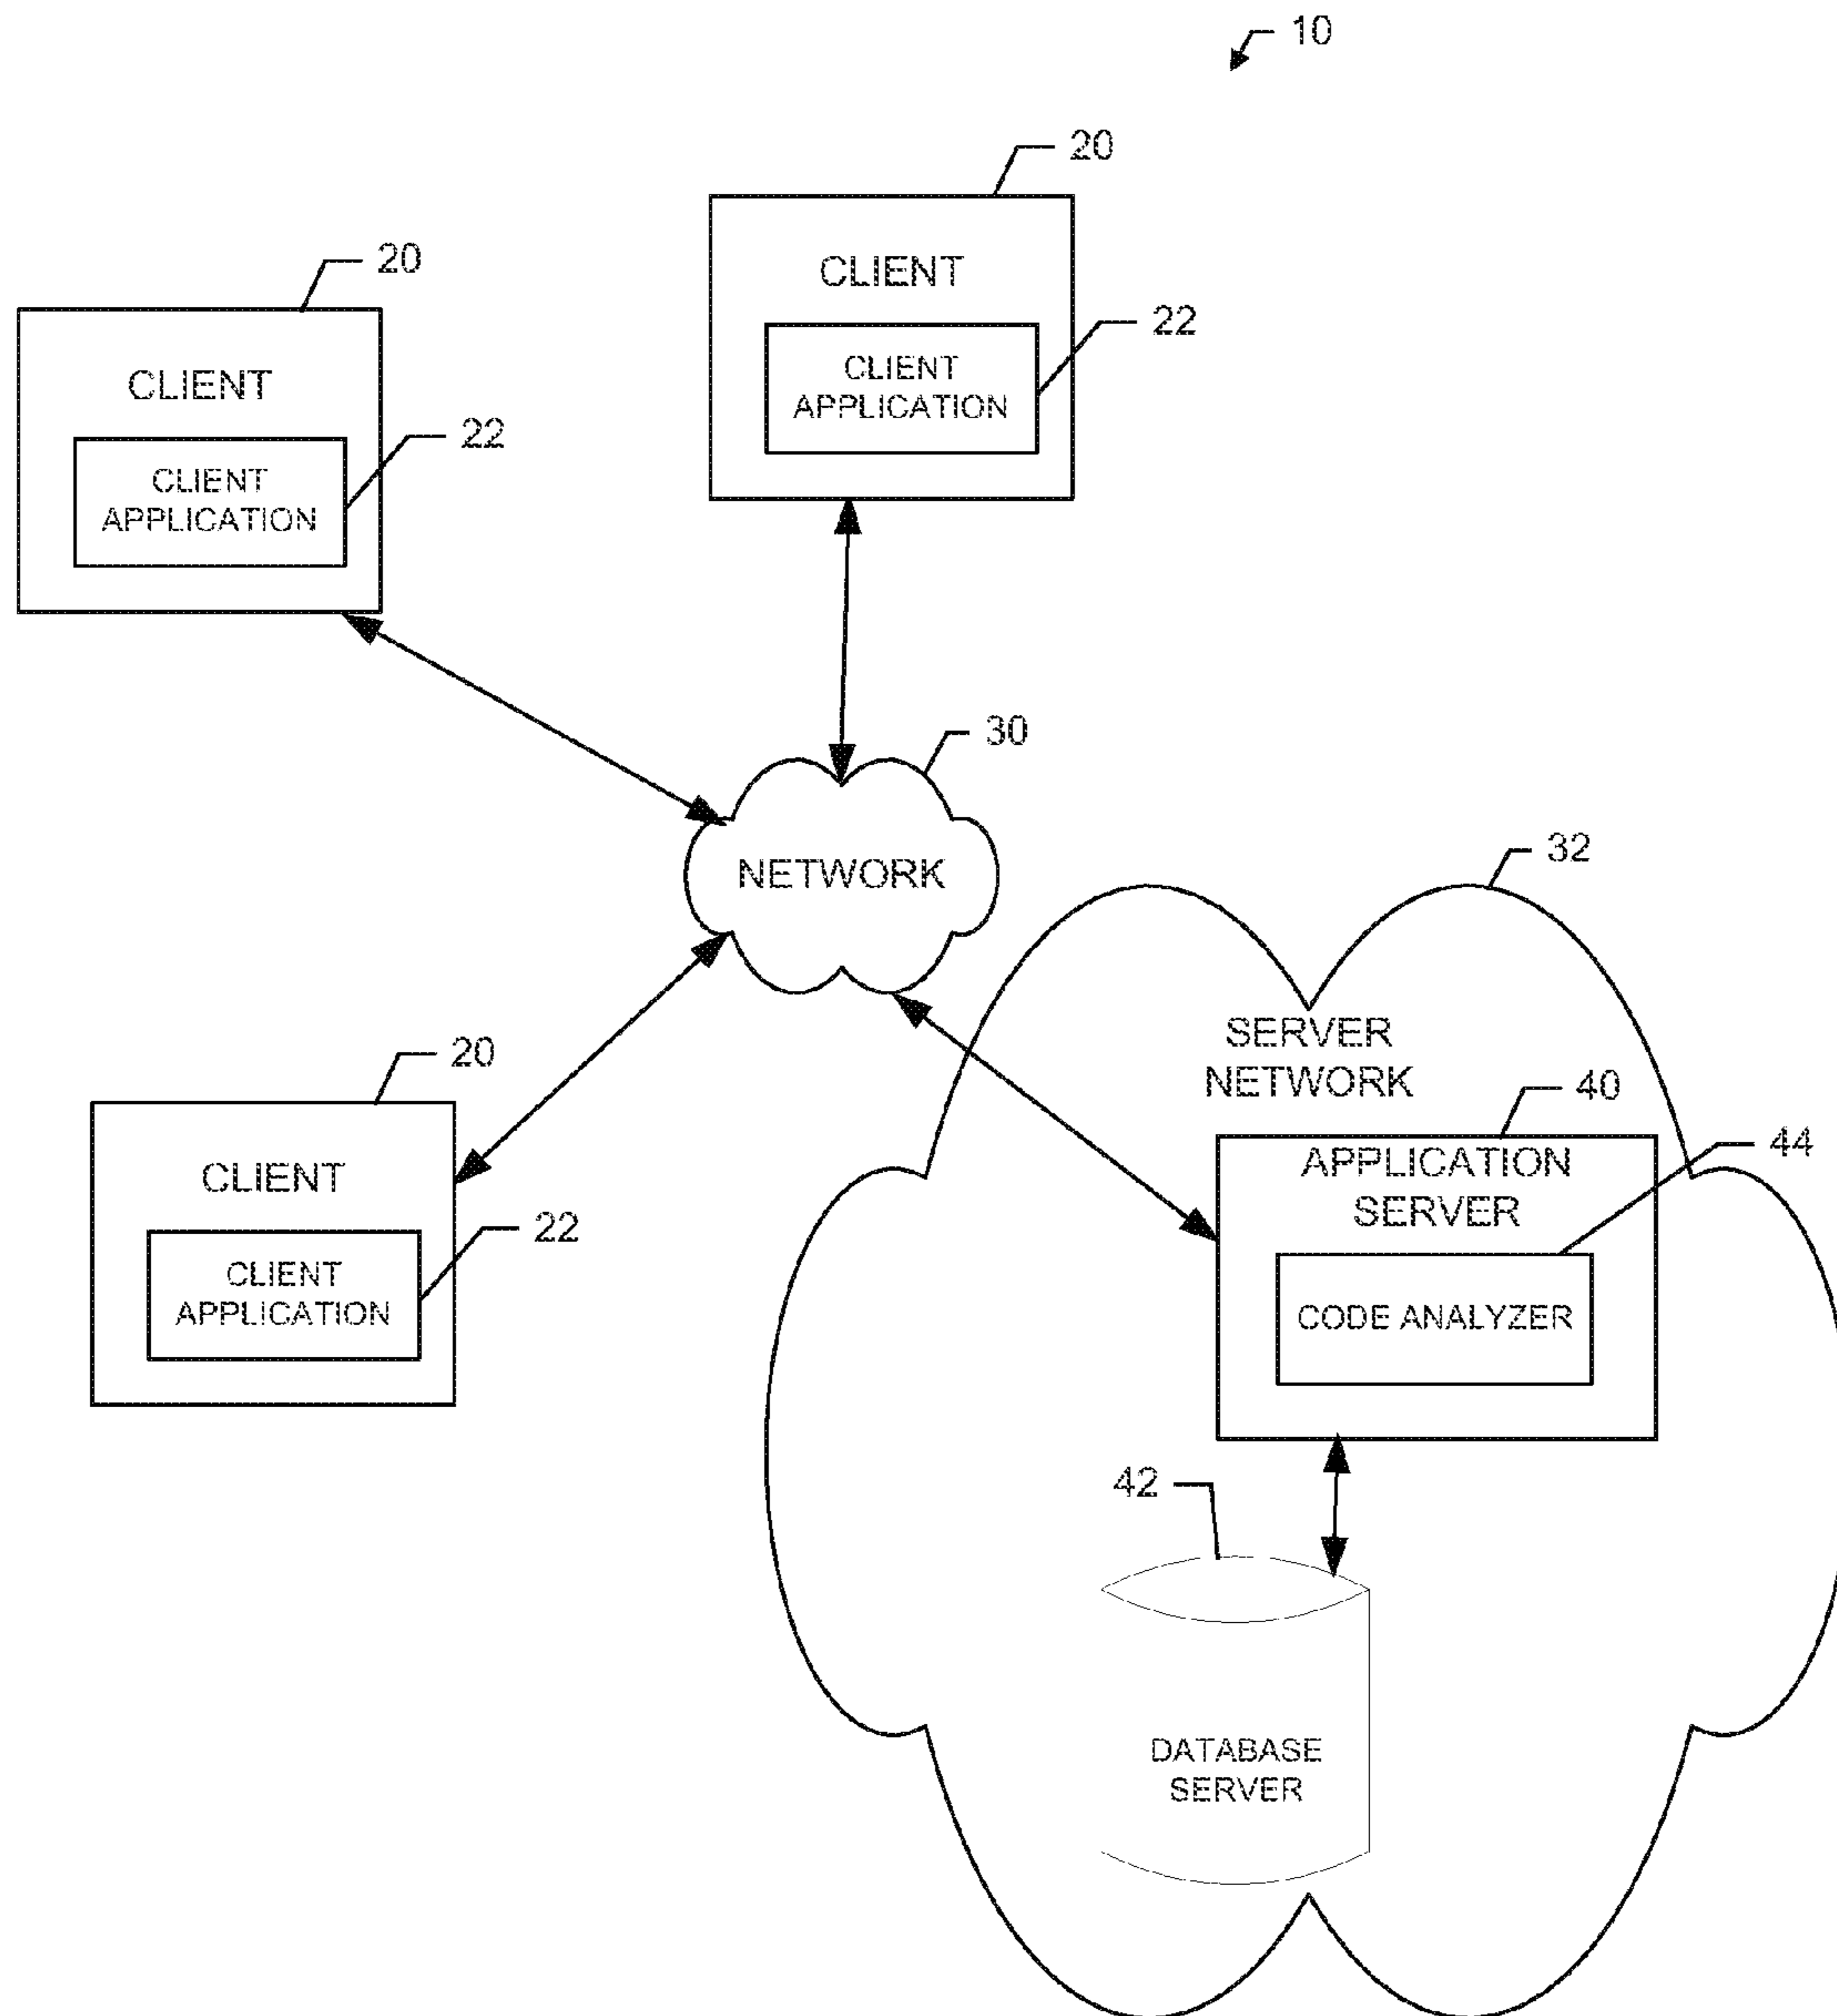 10
20
CLIENT
22
CLIENT
APPLICATION
20
CLIENT
22
CLIENT
APPLICATION
30
NETWORK
32
SERVER
NETWORK
20
CLIENT
22
CLIENT
APPLICATION
40
APPLICATION
SERVER
44
CODE ANALYZER
42
DATABASE
SERVER